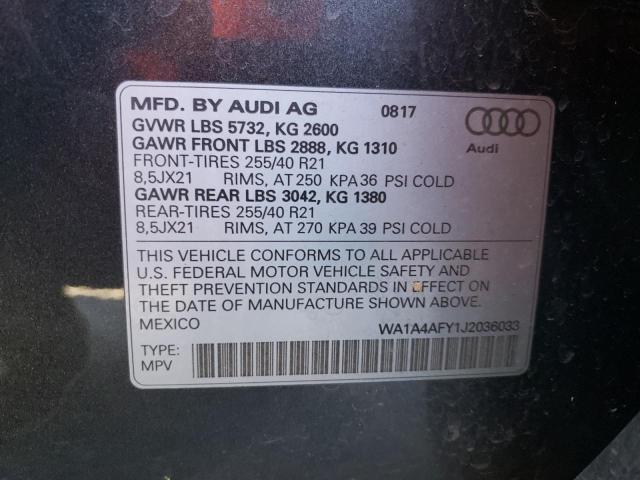 MFD. BY AUDI AG 0817
GVWR LBS 5732, KG 2600
GAWR FRONT LBS 2888, KG 1310
FRONT-TIRES 255/40 R21
8,5JX21 RIMS, AT 250 KPA 36 PSI COLD
GAWR REAR LBS 3042, KG 1380
REAR-TIRES 255/40 R21
8,5JX21 RIMS, AT 270 KPA 39 PSI COLD
Audi
THIS VEHICLE CONFORMS TO ALL APPLICABLE
U.S. FEDERAL MOTOR VEHICLE SAFETY AND
THEFT PREVENTION STANDARDS IN EFFECT ON
THE DATE OF MANUFACTURE SHOWN ABOVE.
MEXICO WA1A4AFY1J2036033
TYPE:
MPV